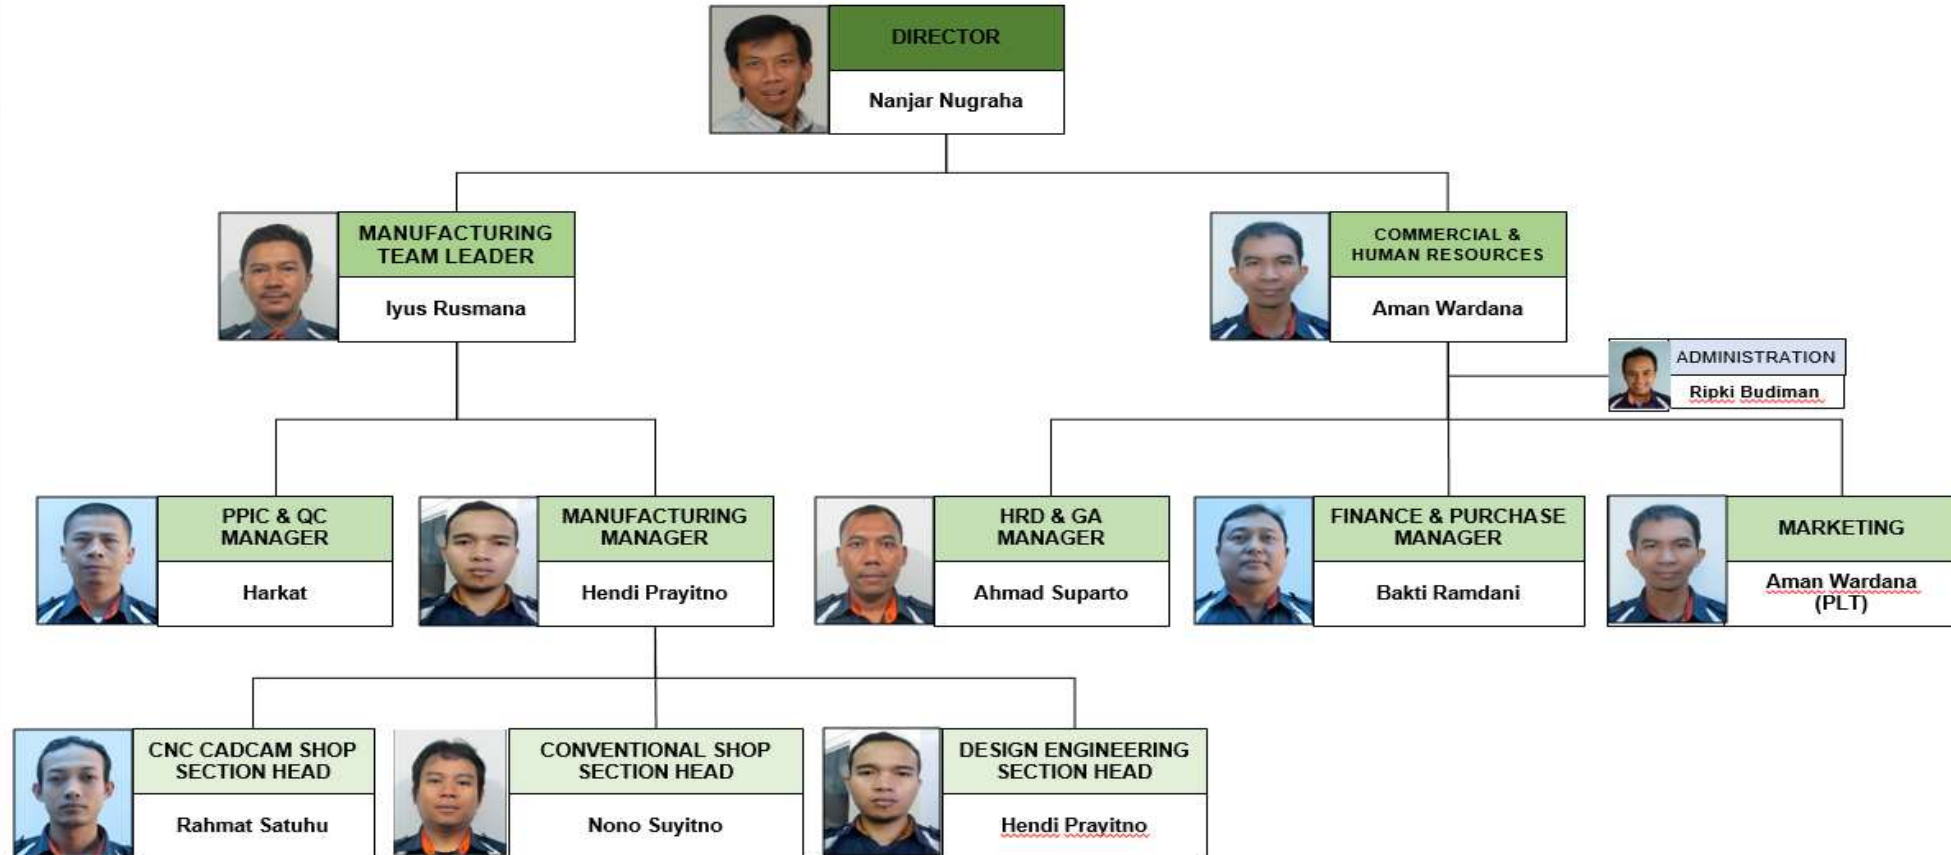 DIRECTOR
Nanjar Nugraha
MANUFACTURING
TEAM LEADER
Iyus Rusmana
COMMERCIAL &
HUMAN RESOURCES
Aman Wardana
ADMINISTRATION
Ripki Budiman
PPIC & QC
MANAGER
Harkat
MANUFACTURING
MANAGER
Hendi Prayitno
HRD & GA
MANAGER
Ahmad Suparto
FINANCE & PURCHASE
MANAGER
Bakti Ramdani
MARKETING
Aman Wardana
(PLT)
CNC CADCAM SHOP
SECTION HEAD
Rahmat Satuhu
CONVENTIONAL SHOP
SECTION HEAD
Nono Suyitno
DESIGN ENGINEERING
SECTION HEAD
Hendi Prayitno